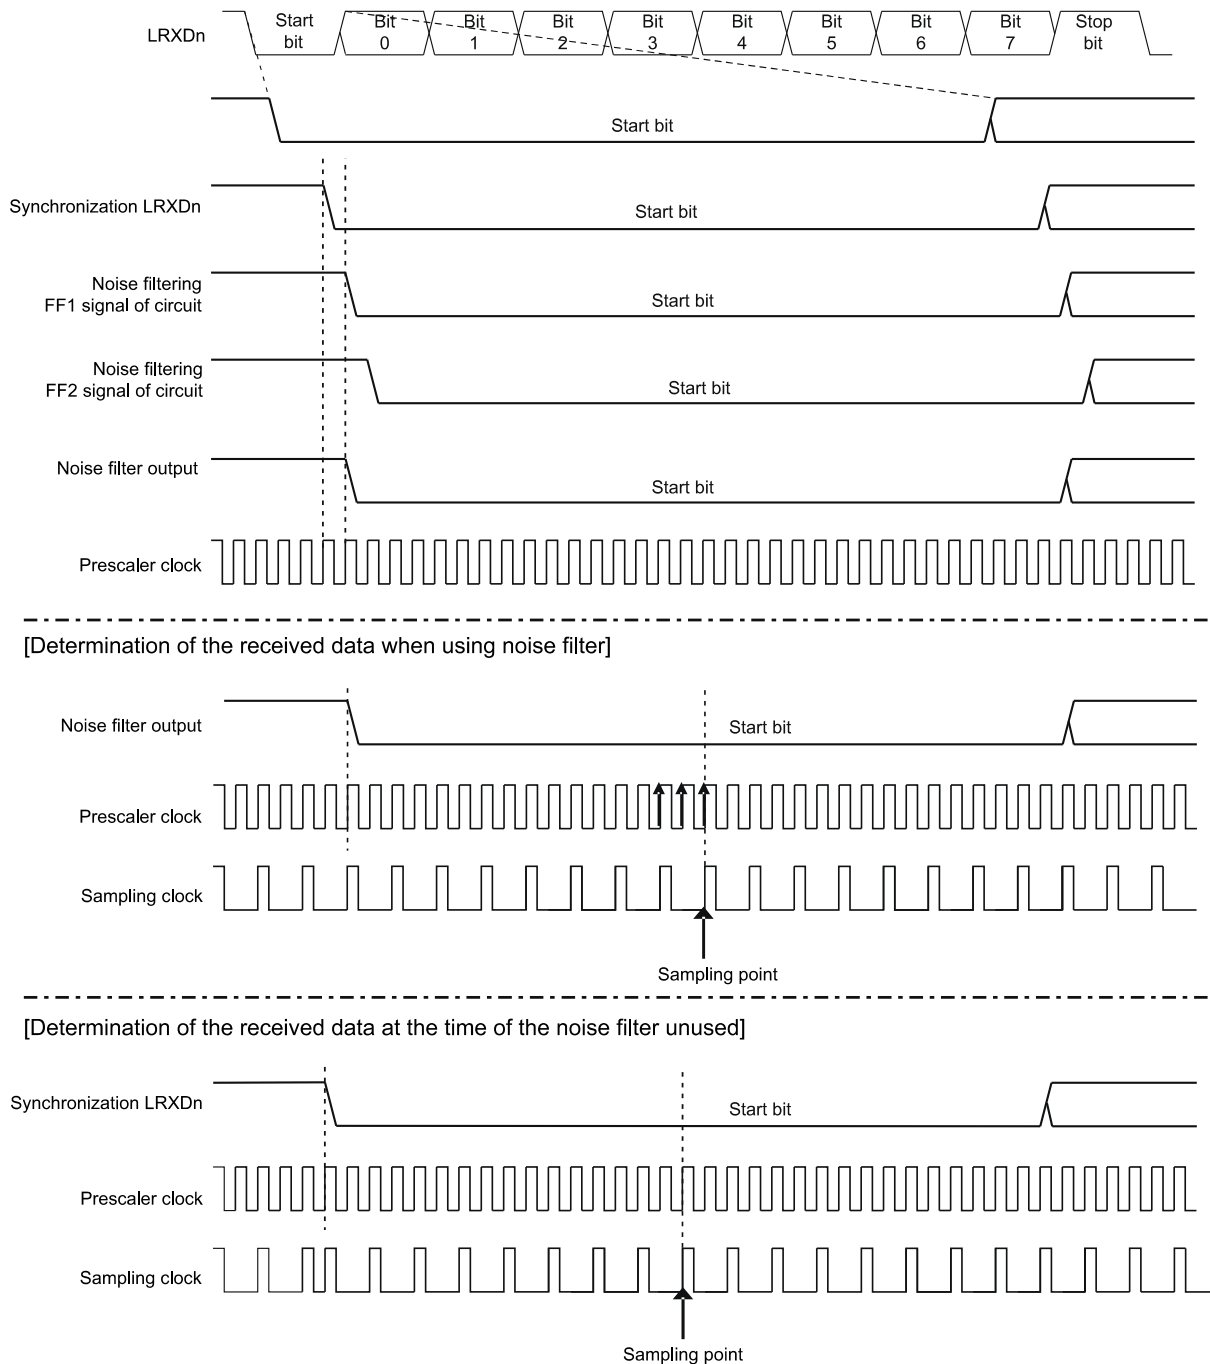 LRXDn
Start bit
Bit 0
Bit 1
Bit 2
Bit 3
Bit 4
Bit 5
Bit 6
Bit 7
Stop bit
Start bit
Synchronization LRXDn
Start bit
Noise filtering
FF1 signal of circuit
Start bit
Noise filtering
FF2 signal of circuit
Start bit
Noise filter output
Start bit
Prescaler clock
[Determination of the received data when using noise filter]
Noise filter output
Start bit
Prescaler clock
Sampling clock
Sampling point
[Determination of the received data at the time of the noise filter unused]
Synchronization LRXDn
Start bit
Prescaler clock
Sampling clock
Sampling point